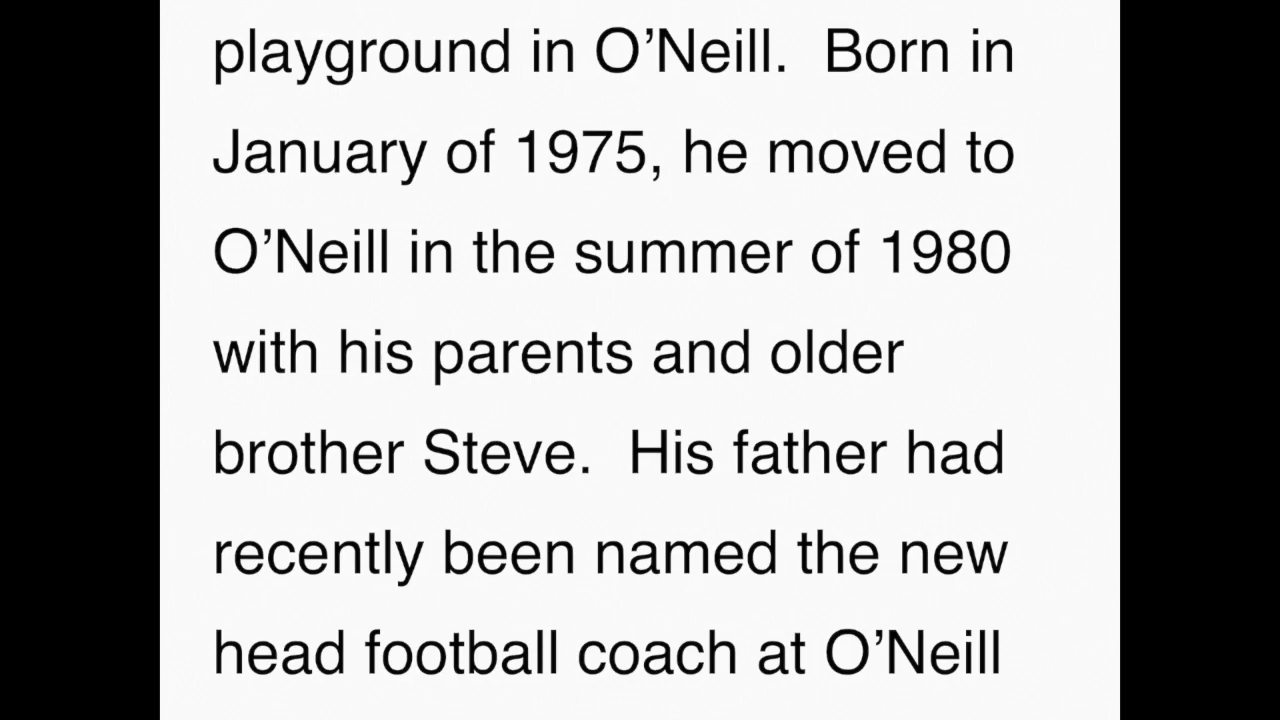 playground in O’Neill.  Born in
January of 1975, he moved to
O’Neill in the summer of 1980
with his parents and older
brother Steve.  His father had
recently been named the new
head football coach at O’Neill